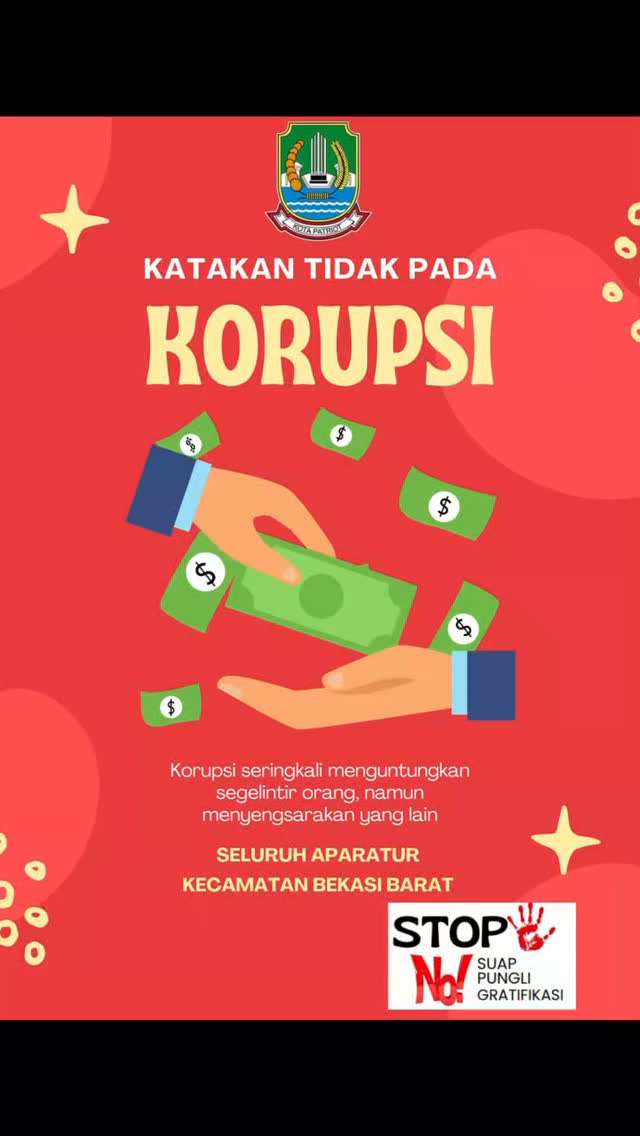 KOTA PATRIOT
KATAKAN TIDAK PADA
KORUPSI
$
$
$
$
$
$
Korupsi seringkali menguntungkan
segelintir orang, namun
menyengsarakan yang lain
SELURUH APARATUR
KECAMATAN BEKASI BARAT
STOP
NO! SUAP
PUNGLI
GRATIFIKASI